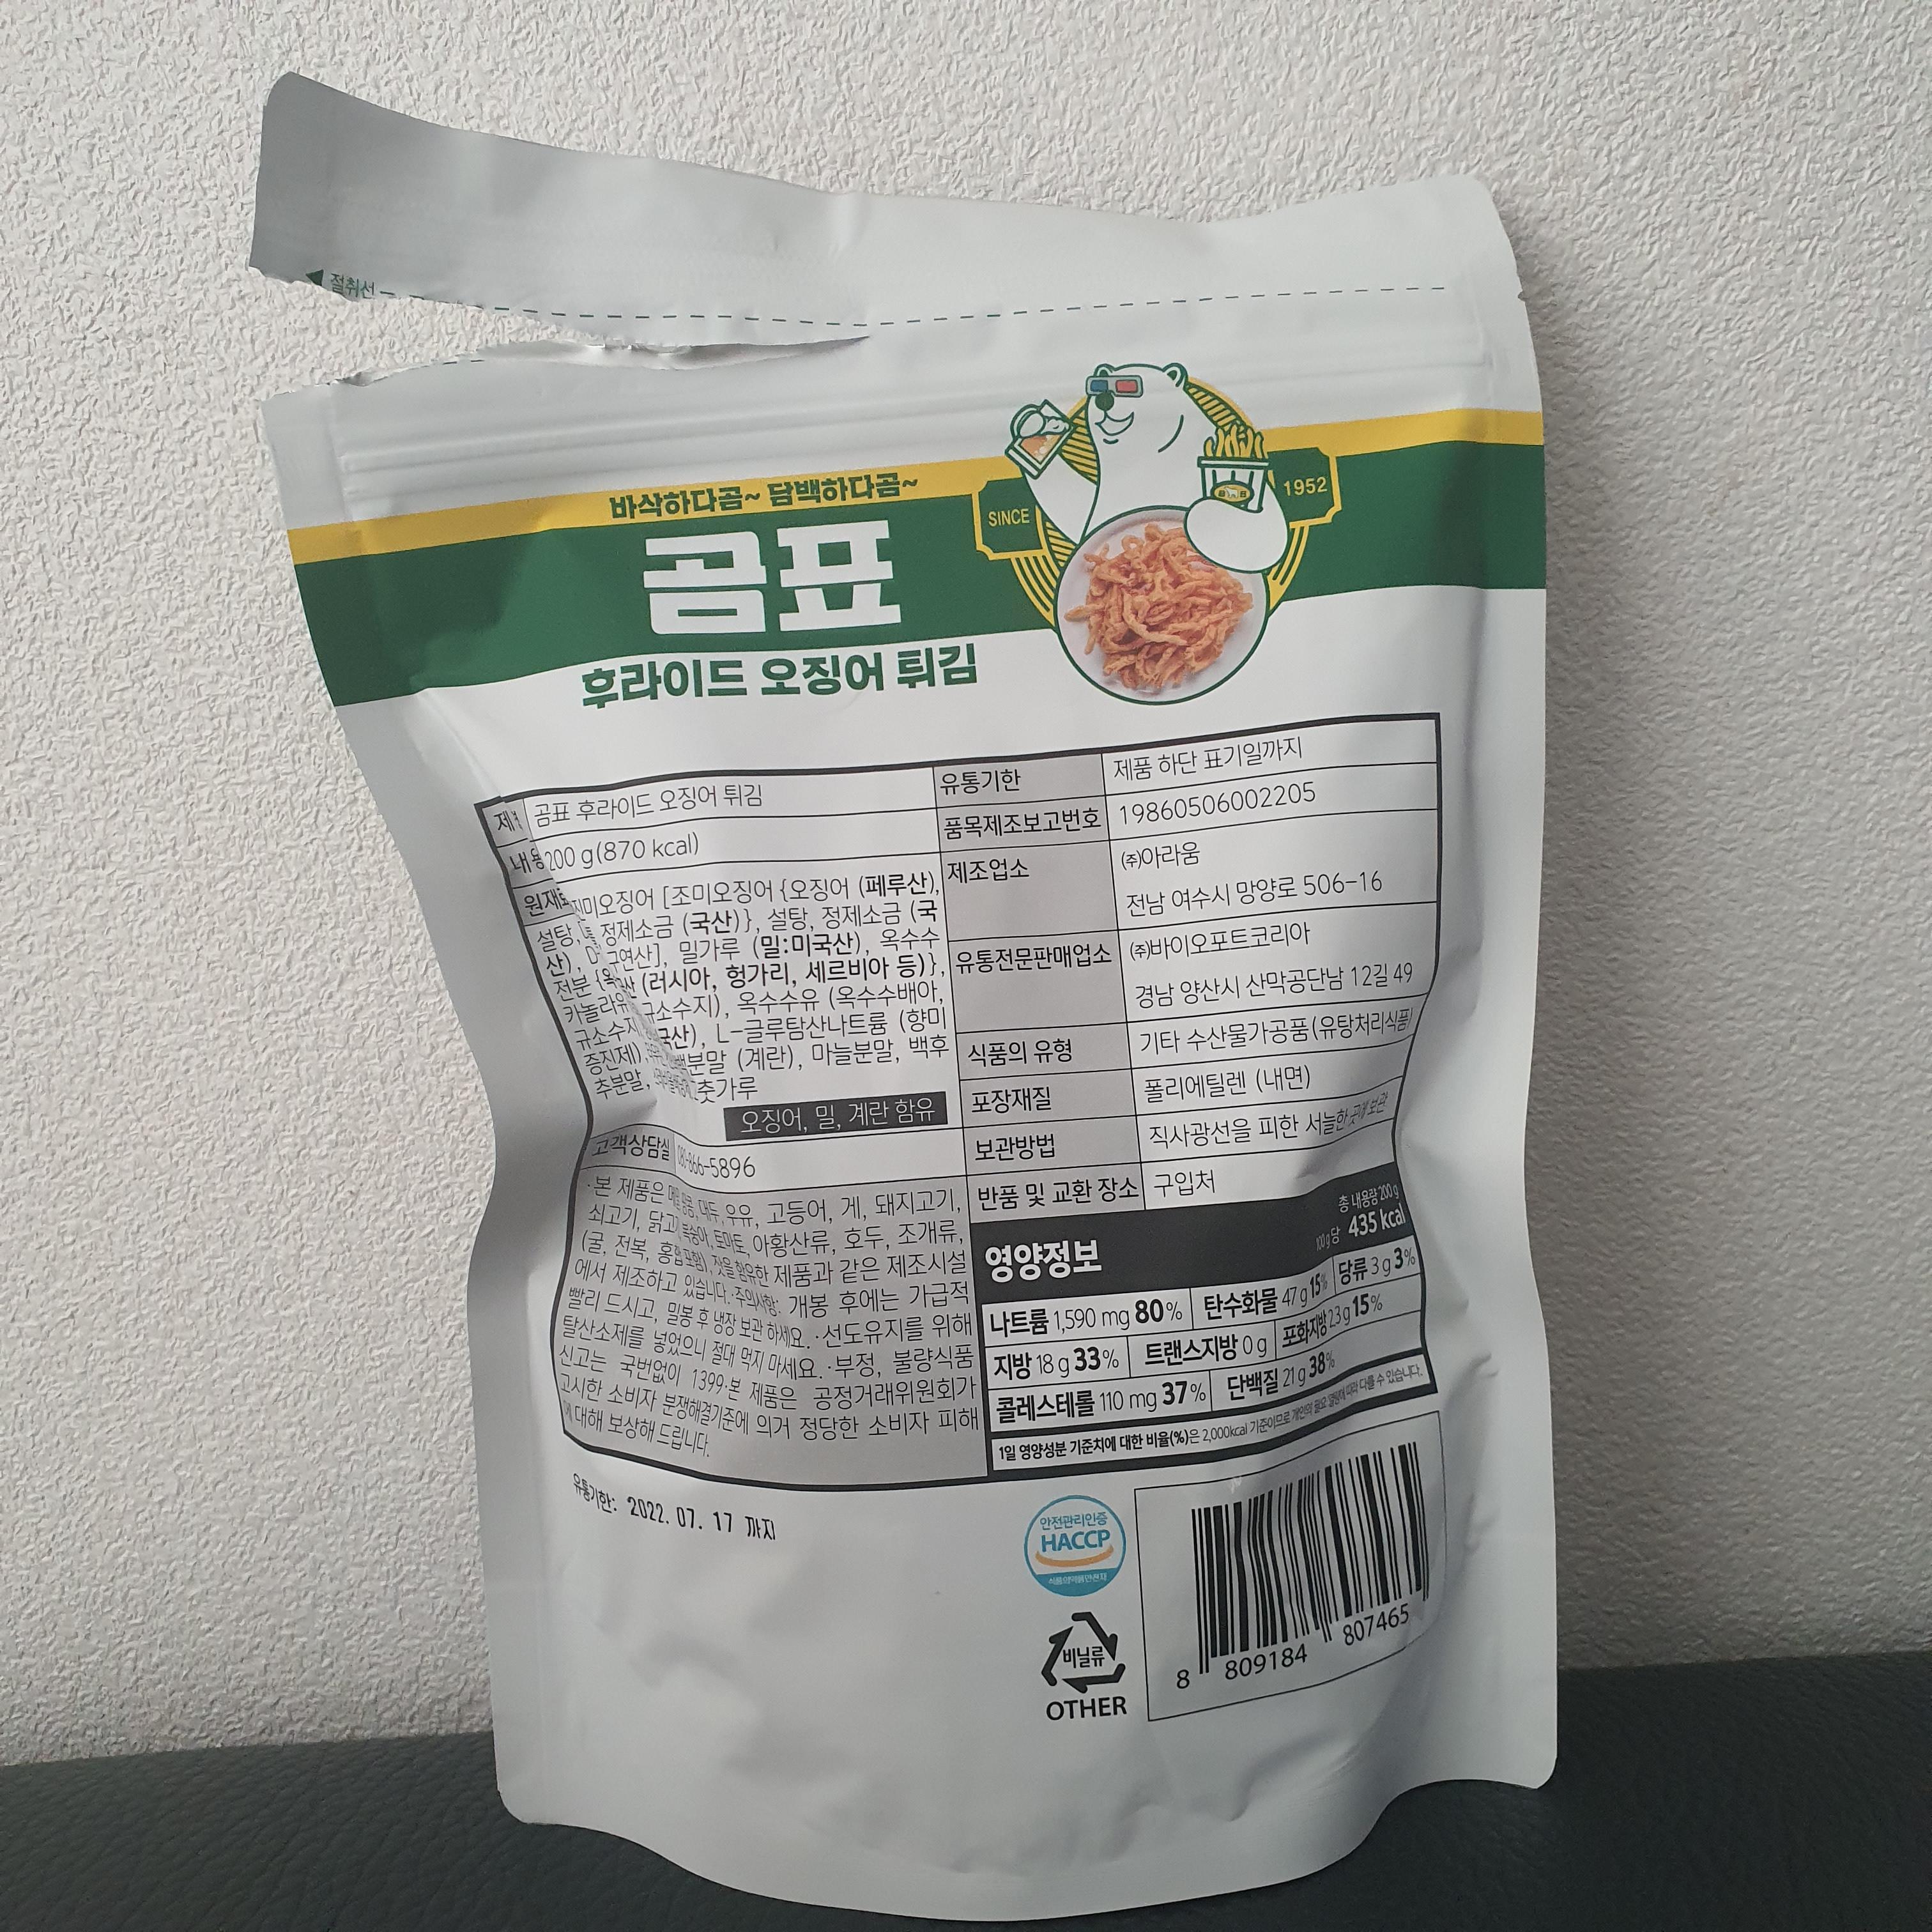 절취선
바삭하다곰~ 담백하다곰~
곰표
SINCE
1952
후라이드 오징어 튀김
곰표 후라이드 오징어 튀김
200 g(870 kcal)
[조미오징어 {오징어 (페루산),
설탕, 정제소금 (국산)}, 설탕, 정제소금 (국
산), 밀가루 (밀:미국산), 옥수수
전분 (러시아, 헝가리, 세르비아 등)},
카놀라유 옥수수유 (옥수수배아,
L-글루탐산나트륨 (향미
증진제) (계란), 마늘분말, 백후
추분말,
오징어, 밀, 계란 함유
고객상담실 080-866-5896
유통기한 제품 하단 표기일까지
품목제조보고번호 19860506002205
제조업소 ㈜아라움
전남 여수시 망양로 506-16
유통전문판매업소 ㈜바이오포트코리아
경남 양산시 산막공단남 12길 49
식품의 유형 기타 수산물가공품(유탕처리식품)
포장재질 폴리에틸렌 (내면)
보관방법 직사광선을 피한 서늘한 곳에 보관
반품 및 교환 장소 구입처
·본 제품은 메밀, 땅콩, 대두, 우유, 고등어, 게, 돼지고기,
쇠고기, 닭고기, 복숭아, 토마토, 아황산류, 호두, 조개류,
(굴, 전복, 홍합포함), 잣을 함유한 제품과 같은 제조시설
에서 제조하고 있습니다.·주의사항: 개봉 후에는 가급적
빨리 드시고, 밀봉 후 냉장 보관 하세요. ·선도유지를 위해
탈산소제를 넣었으니 절대 먹지 마세요. ·부정, 불량식품
신고는 국번없이 1399·본 제품은 공정거래위원회가
고시한 소비자 분쟁해결기준에 의거 정당한 소비자 피해
에 대해 보상해 드립니다.
영양정보
총 내용량 200 g
100 g당 435 kcal
나트륨 1,590 mg 80% 탄수화물 47 g 15% 당류 3 g 3%
지방 18 g 33% 트랜스지방 0 g 포화지방 2.3 g 15%
콜레스테롤 110 mg 37% 단백질 21 g 38%
1일 영양성분 기준치에 대한 비율(%)은 2,000kcal 기준이므로 개인의 필요 열량에 따라 다를 수 있습니다.
유통기한: 2022. 07. 17 까지
안전관리인증
HACCP
식품의약품안전처
비닐류
OTHER
8 809184 807465